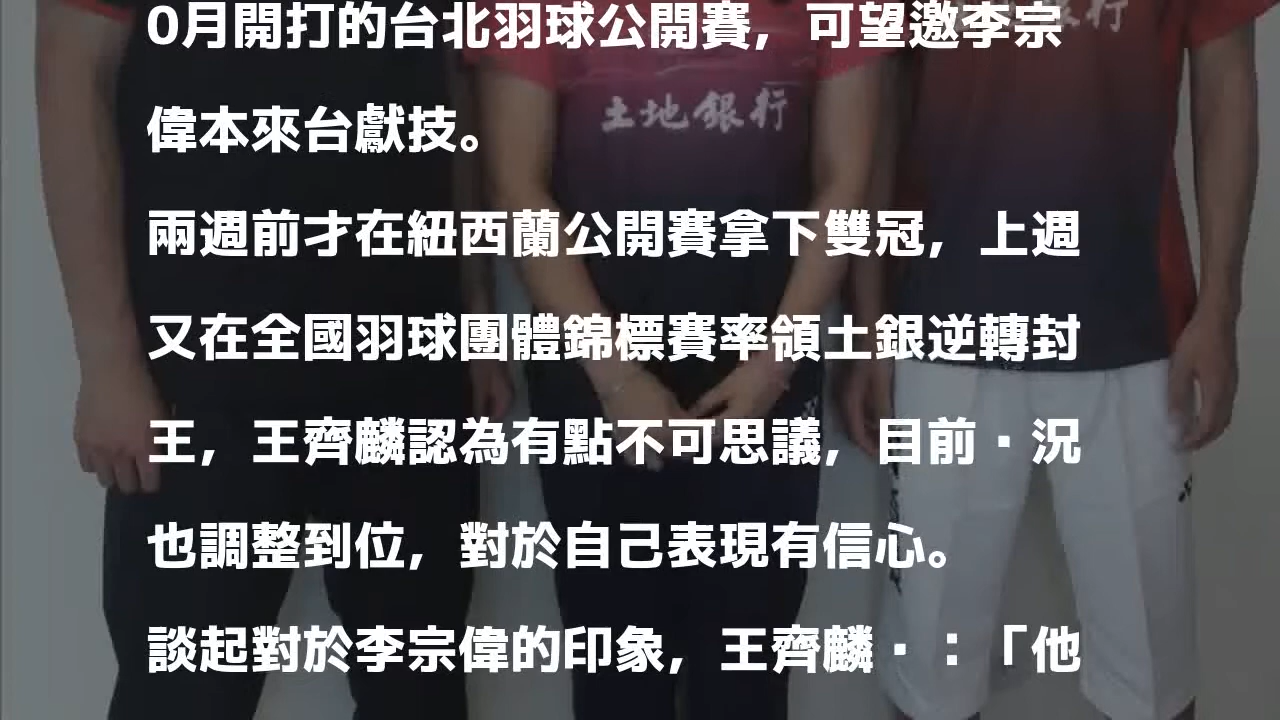 0月開打的台北羽球公開賽，可望邀李宗
偉本來台獻技。
兩週前才在紐西蘭公開賽拿下雙冠，上週
又在全國羽球團體錦標賽率領土銀逆轉封
王，王齊麟認為有點不可思議，目前·況
也調整到位，對於自己表現有信心。
談起對於李宗偉的印象，王齊麟·：「他
土地銀行
銀行